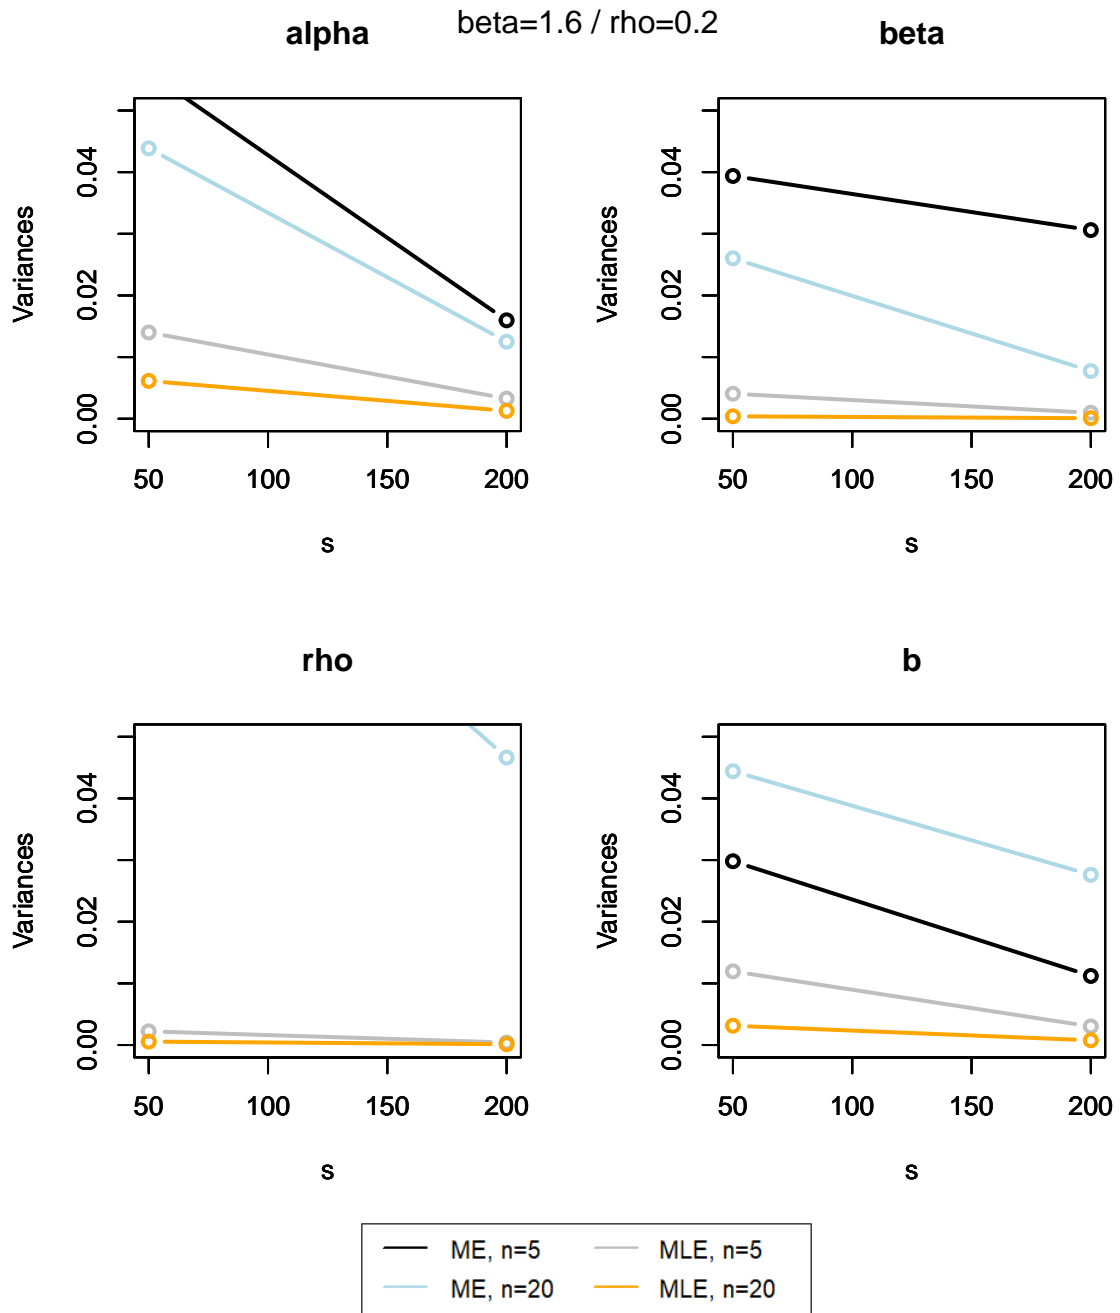 beta=1.6 / rho=0.2
alpha
Variances
0.00 0.02 0.04
50 100 150 200
s
beta
Variances
0.00 0.02 0.04
50 100 150 200
s
rho
Variances
0.00 0.02 0.04
50 100 150 200
s
b
Variances
0.00 0.02 0.04
50 100 150 200
s
ME, n=5 MLE, n=5
ME, n=20 MLE, n=20